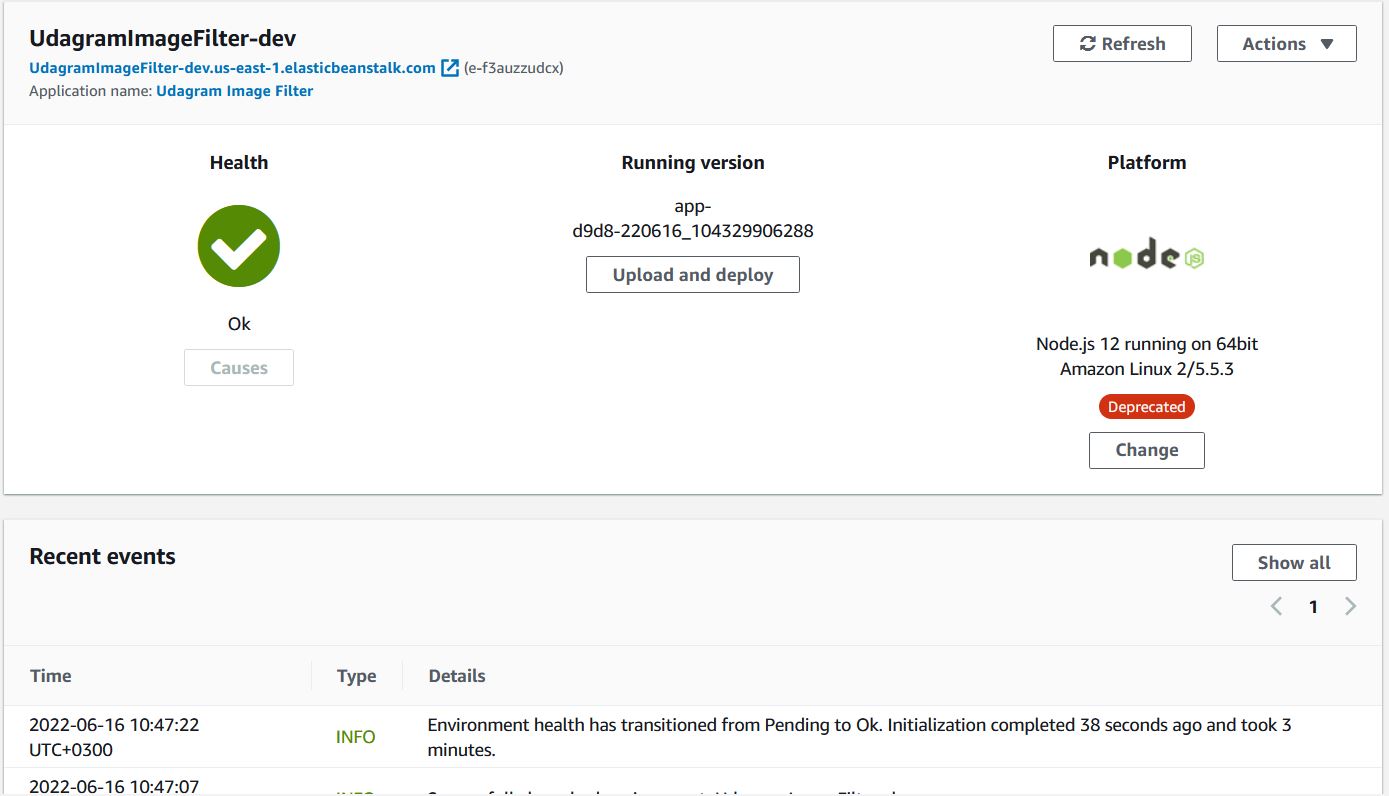 UdagramImageFilter-dev
Refresh
Actions
UdagramImageFilter-dev.us-east-1.elasticbeanstalk.com (e-f3auzzudcx)
Application name: Udagram Image Filter
Health
Ok
Causes
Running version
app-
d9d8-220616_104329906288
Upload and deploy
Platform
node JS
Node.js 12 running on 64bit
Amazon Linux 2/5.5.3
Deprecated
Change
Recent events
Show all
1
Time Type Details
2022-06-16 10:47:22
UTC+0300
INFO
Environment health has transitioned from Pending to Ok. Initialization completed 38 seconds ago and took 3
minutes.
2022-06-16 10:47:07